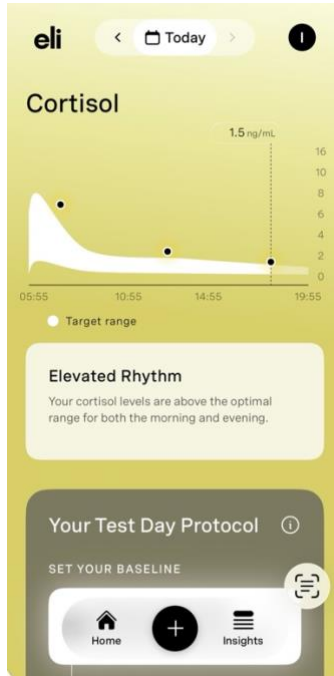 eli
Today
I
Cortisol
1.5 ng/mL
16
10
8
6
4
2
0
05:55 10:55 14:55 19:55
Target range
Elevated Rhythm
Your cortisol levels are above the optimal
range for both the morning and evening.
Your Test Day Protocol
SET YOUR BASELINE
Home
Insights